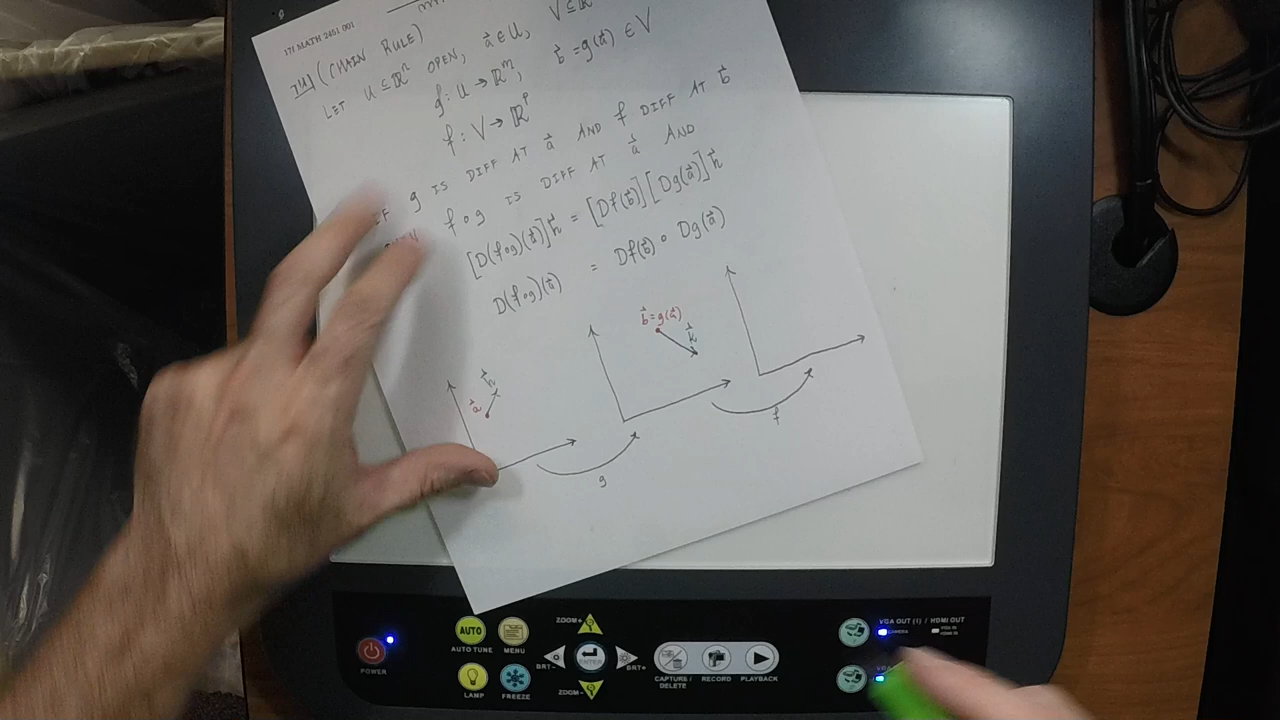 171 MATH 2401 001
THM (CHAIN RULE)
LET U ⊆ ℝⁿ OPEN, a⃗ ∈ U, V ⊆ ℝ
g: U → ℝᵐ, b⃗ = g(a⃗) ∈ V
f: V → ℝᵖ
IF g IS DIFF AT a⃗ AND f DIFF AT b⃗
f∘g IS DIFF AT a⃗ AND
[D(f∘g)(a⃗)]h⃗ = [Df(b⃗)][Dg(a⃗)]h⃗
D(f∘g)(a⃗) = Df(b⃗) ∘ Dg(a⃗)
b⃗=g(a⃗)
k⃗
h⃗
a⃗
f
g
VGA OUT (1) / HDMI OUT
CAMERA
POWER
AUTO
AUTO TUNE
MENU
LAMP
FREEZE
ZOOM+
BRT-
ENTER
BRT+
ZOOM-
CAPTURE/
DELETE
RECORD
PLAYBACK